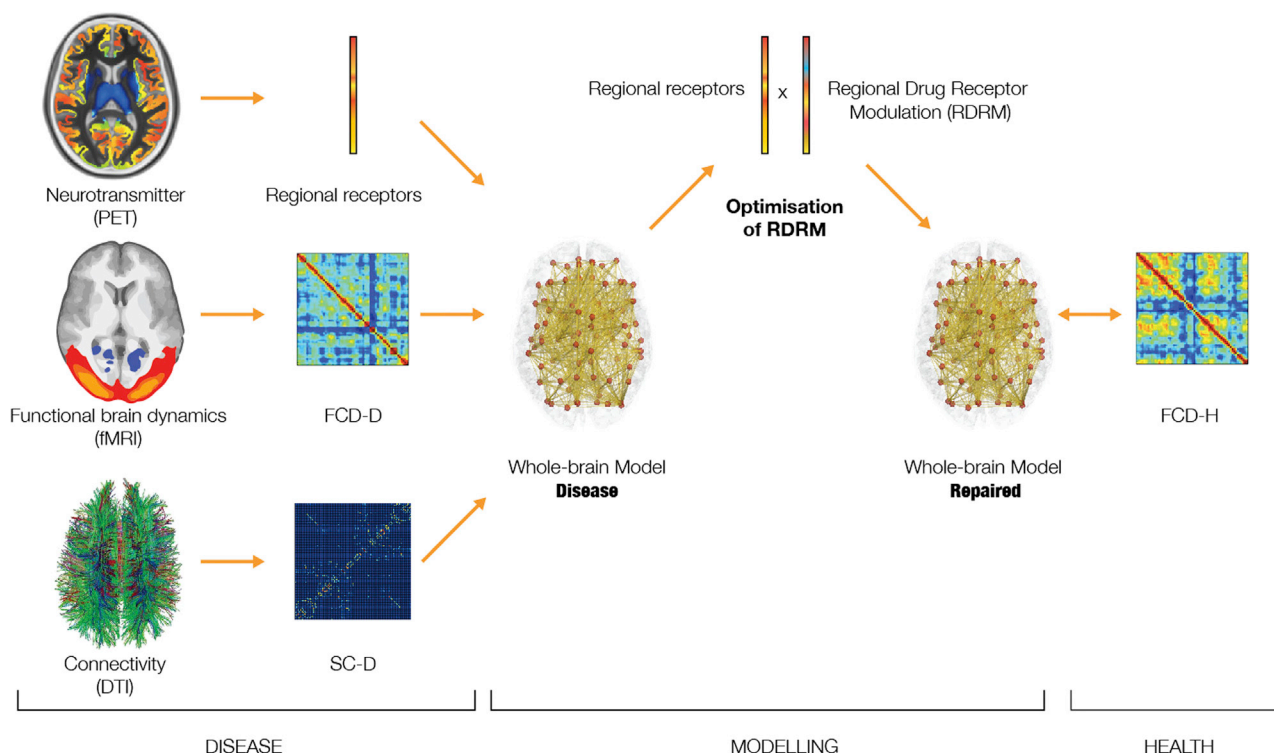 Neurotransmitter
(PET)
Regional receptors
Regional receptors
x
Regional Drug Receptor
Modulation (RDRM)
Optimisation
of RDRM
Functional brain dynamics
(fMRI)
FCD-D
Whole-brain Model
Disease
Whole-brain Model
Repaired
FCD-H
Connectivity
(DTI)
SC-D
DISEASE
MODELLING
HEALTH